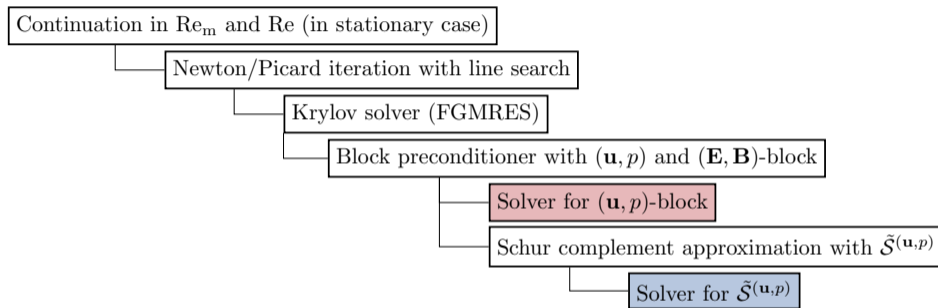 Continuation in Reₘ and Re (in stationary case)
Newton/Picard iteration with line search
Krylov solver (FGMRES)
Block preconditioner with (𝐮, p) and (𝐄, 𝐁)-block
Solver for (𝐮, p)-block
Schur complement approximation with 𝒮̃^(𝐮,p)
Solver for 𝒮̃^(𝐮,p)